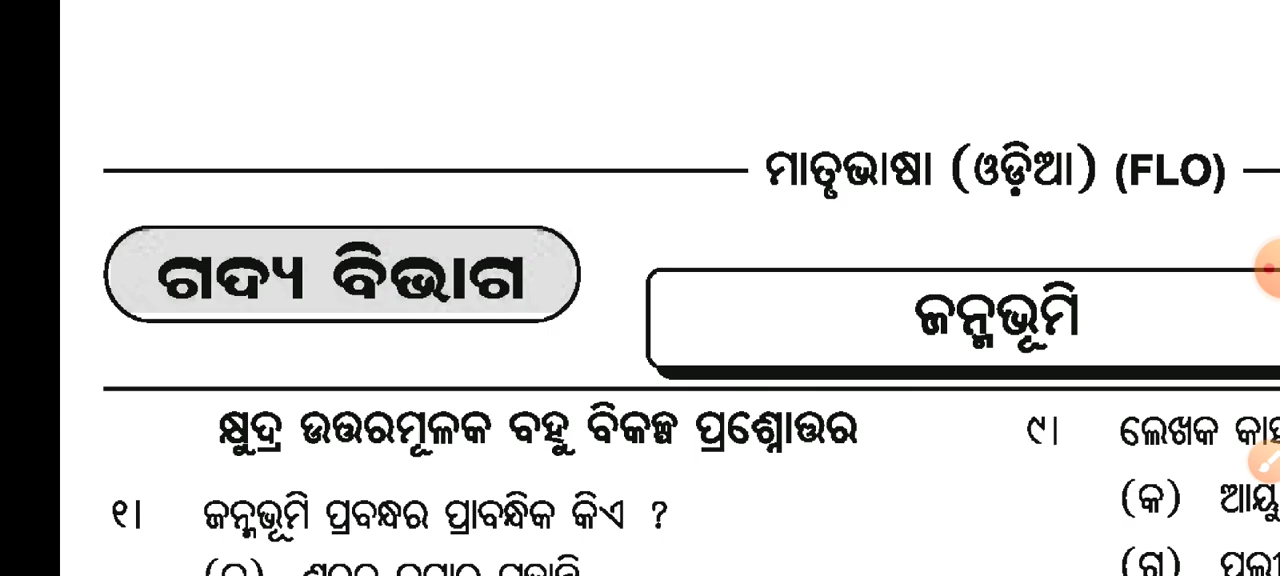 ମାତୃଭାଷା (ଓଡ଼ିଆ) (FLO)
ଗଦ୍ୟ ବିଭାଗ
ଜନ୍ମଭୂମି
କ୍ଷୁଦ୍ର ଉତ୍ତରମୂଳକ ବହୁ ବିକଳ୍ପ ପ୍ରଶ୍ନୋତ୍ତର
୧। ଜନ୍ମଭୂମି ପ୍ରବନ୍ଧର ପ୍ରାବନ୍ଧିକ କିଏ ?
୯। ଲେଖକ
(କ)
(ଗ)